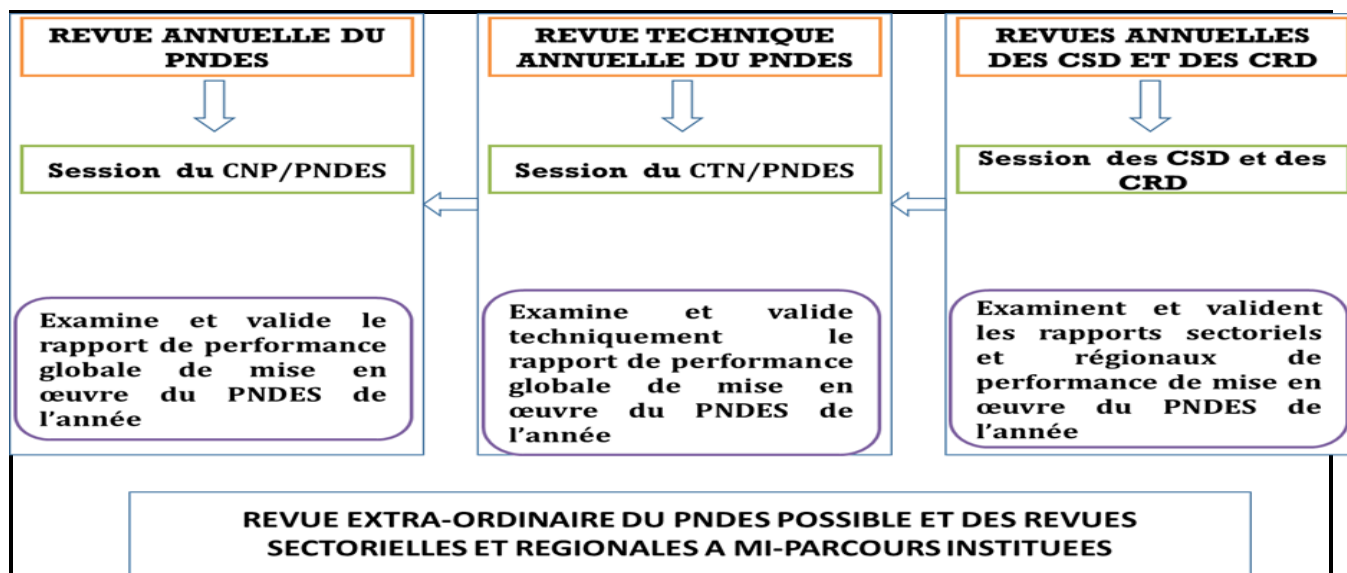 REVUE ANNUELLE DU
PNDES
Session du CNP/PNDES
Examine et valide le
rapport de performance
globale de mise en
œuvre du PNDES de
l’année
REVUE TECHNIQUE
ANNUELLE DU PNDES
Session du CTN/PNDES
Examine et valide
techniquement le
rapport de performance
globale de mise en
œuvre du PNDES de
l’année
REVUES ANNUELLES
DES CSD ET DES CRD
Session des CSD et des
CRD
Examinent et valident
les rapports sectoriels
et régionaux de
performance de mise en
œuvre du PNDES de
l’année
REVUE EXTRA-ORDINAIRE DU PNDES POSSIBLE ET DES REVUES
SECTORIELLES ET REGIONALES A MI-PARCOURS INSTITUEES